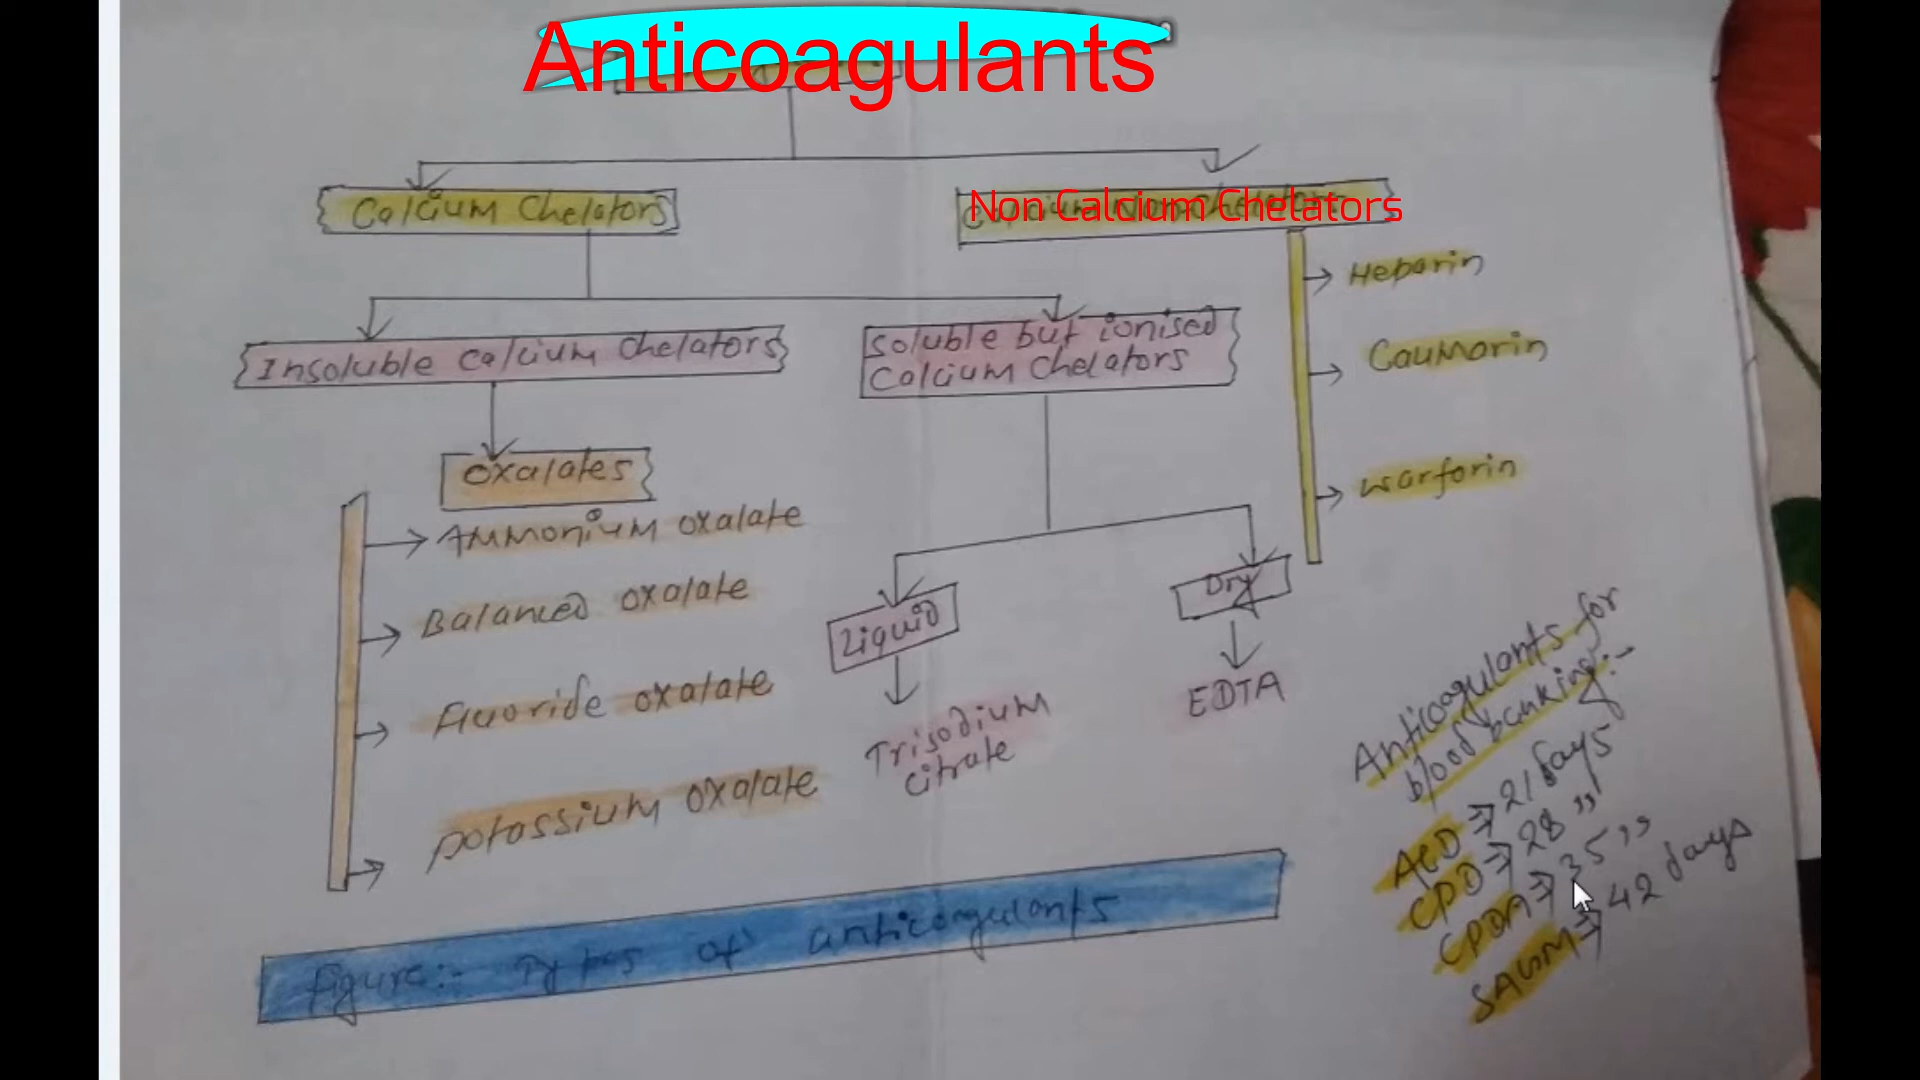 Anticoagulants
Calcium Chelators
Non Calcium Chelators
Heparin
Caumarin
Warforin
Insoluble Calcium Chelators
Soluble but ionised
Calcium Chelators
Oxalates
Ammonium oxalate
Balanced oxalate
Fluoride oxalate
Potassium oxalate
Liquid
Dry
Trisodium
Citrate
EDTA
Anticoagulants for
blood banking:-
ACD ⇒ 21 days
CPD ⇒ 28 ,,
CPDA ⇒ 35 ,,
SAGM ⇒ 42 days
Figure:- Types of anticoagulants